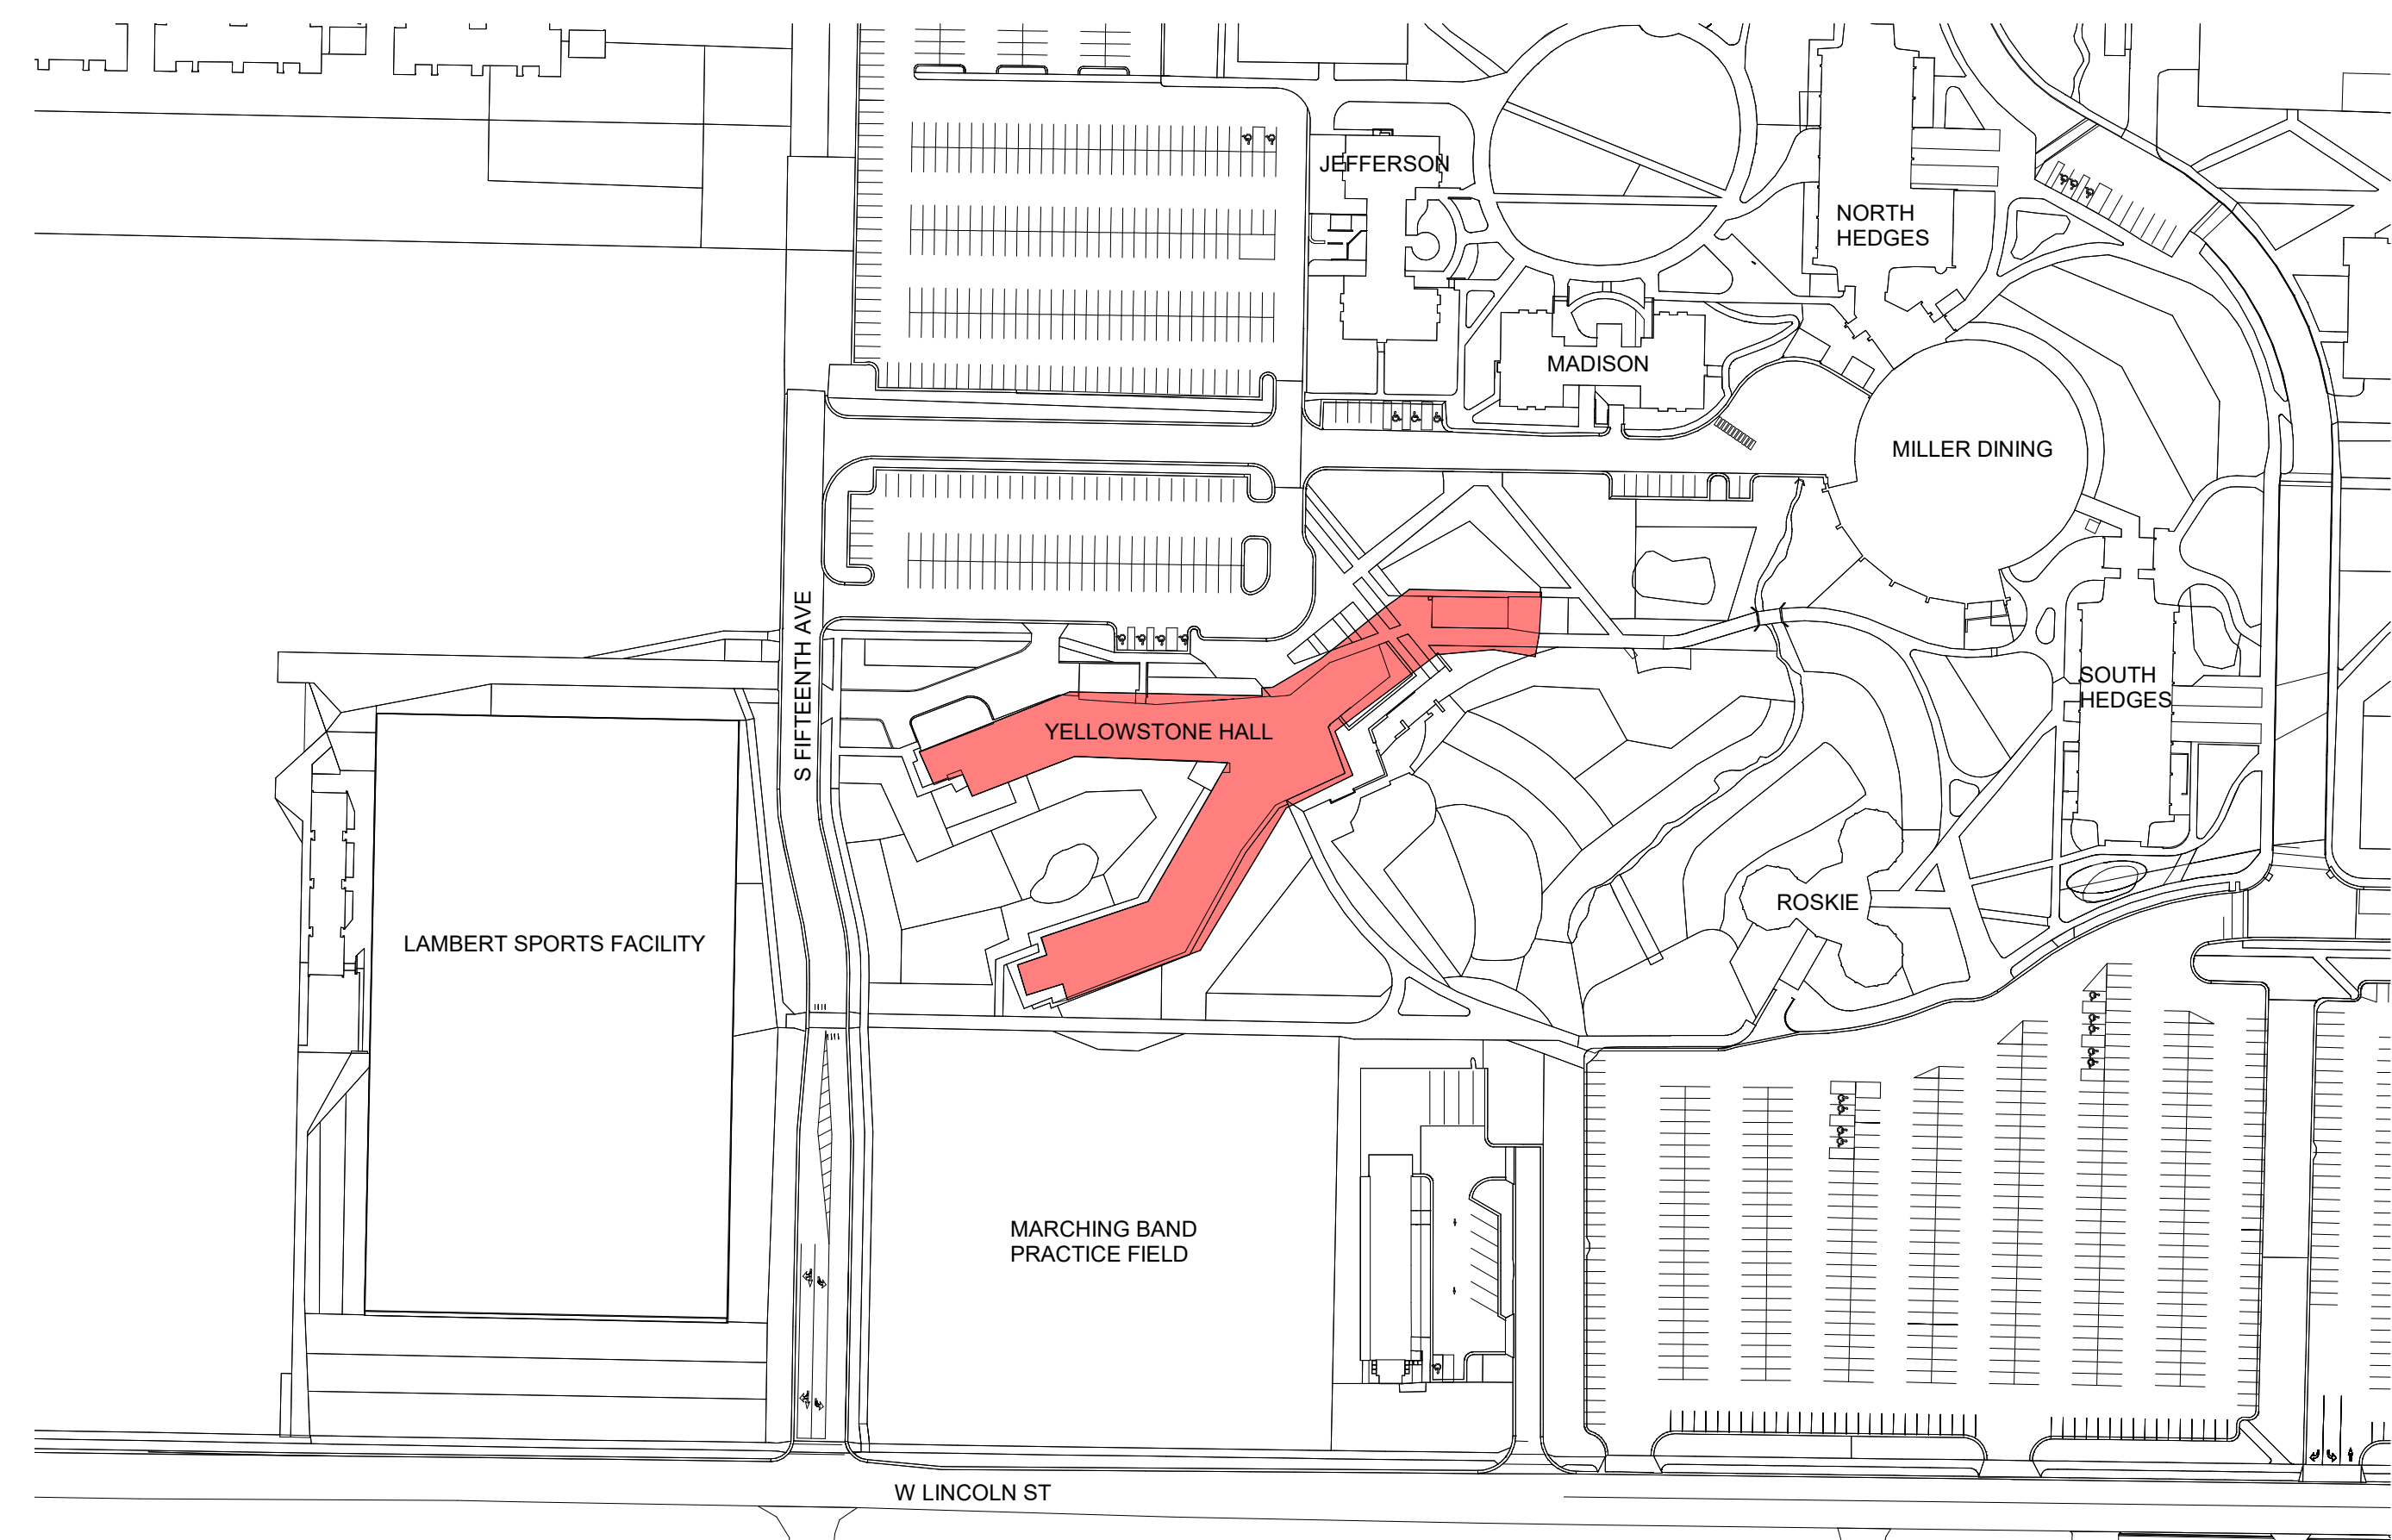 JEFFERSON
NORTH
HEDGES
MADISON
MILLER DINING
S FIFTEENTH AVE
SOUTH
HEDGES
YELLOWSTONE HALL
ROSKIE
LAMBERT SPORTS FACILITY
MARCHING BAND
PRACTICE FIELD
W LINCOLN ST